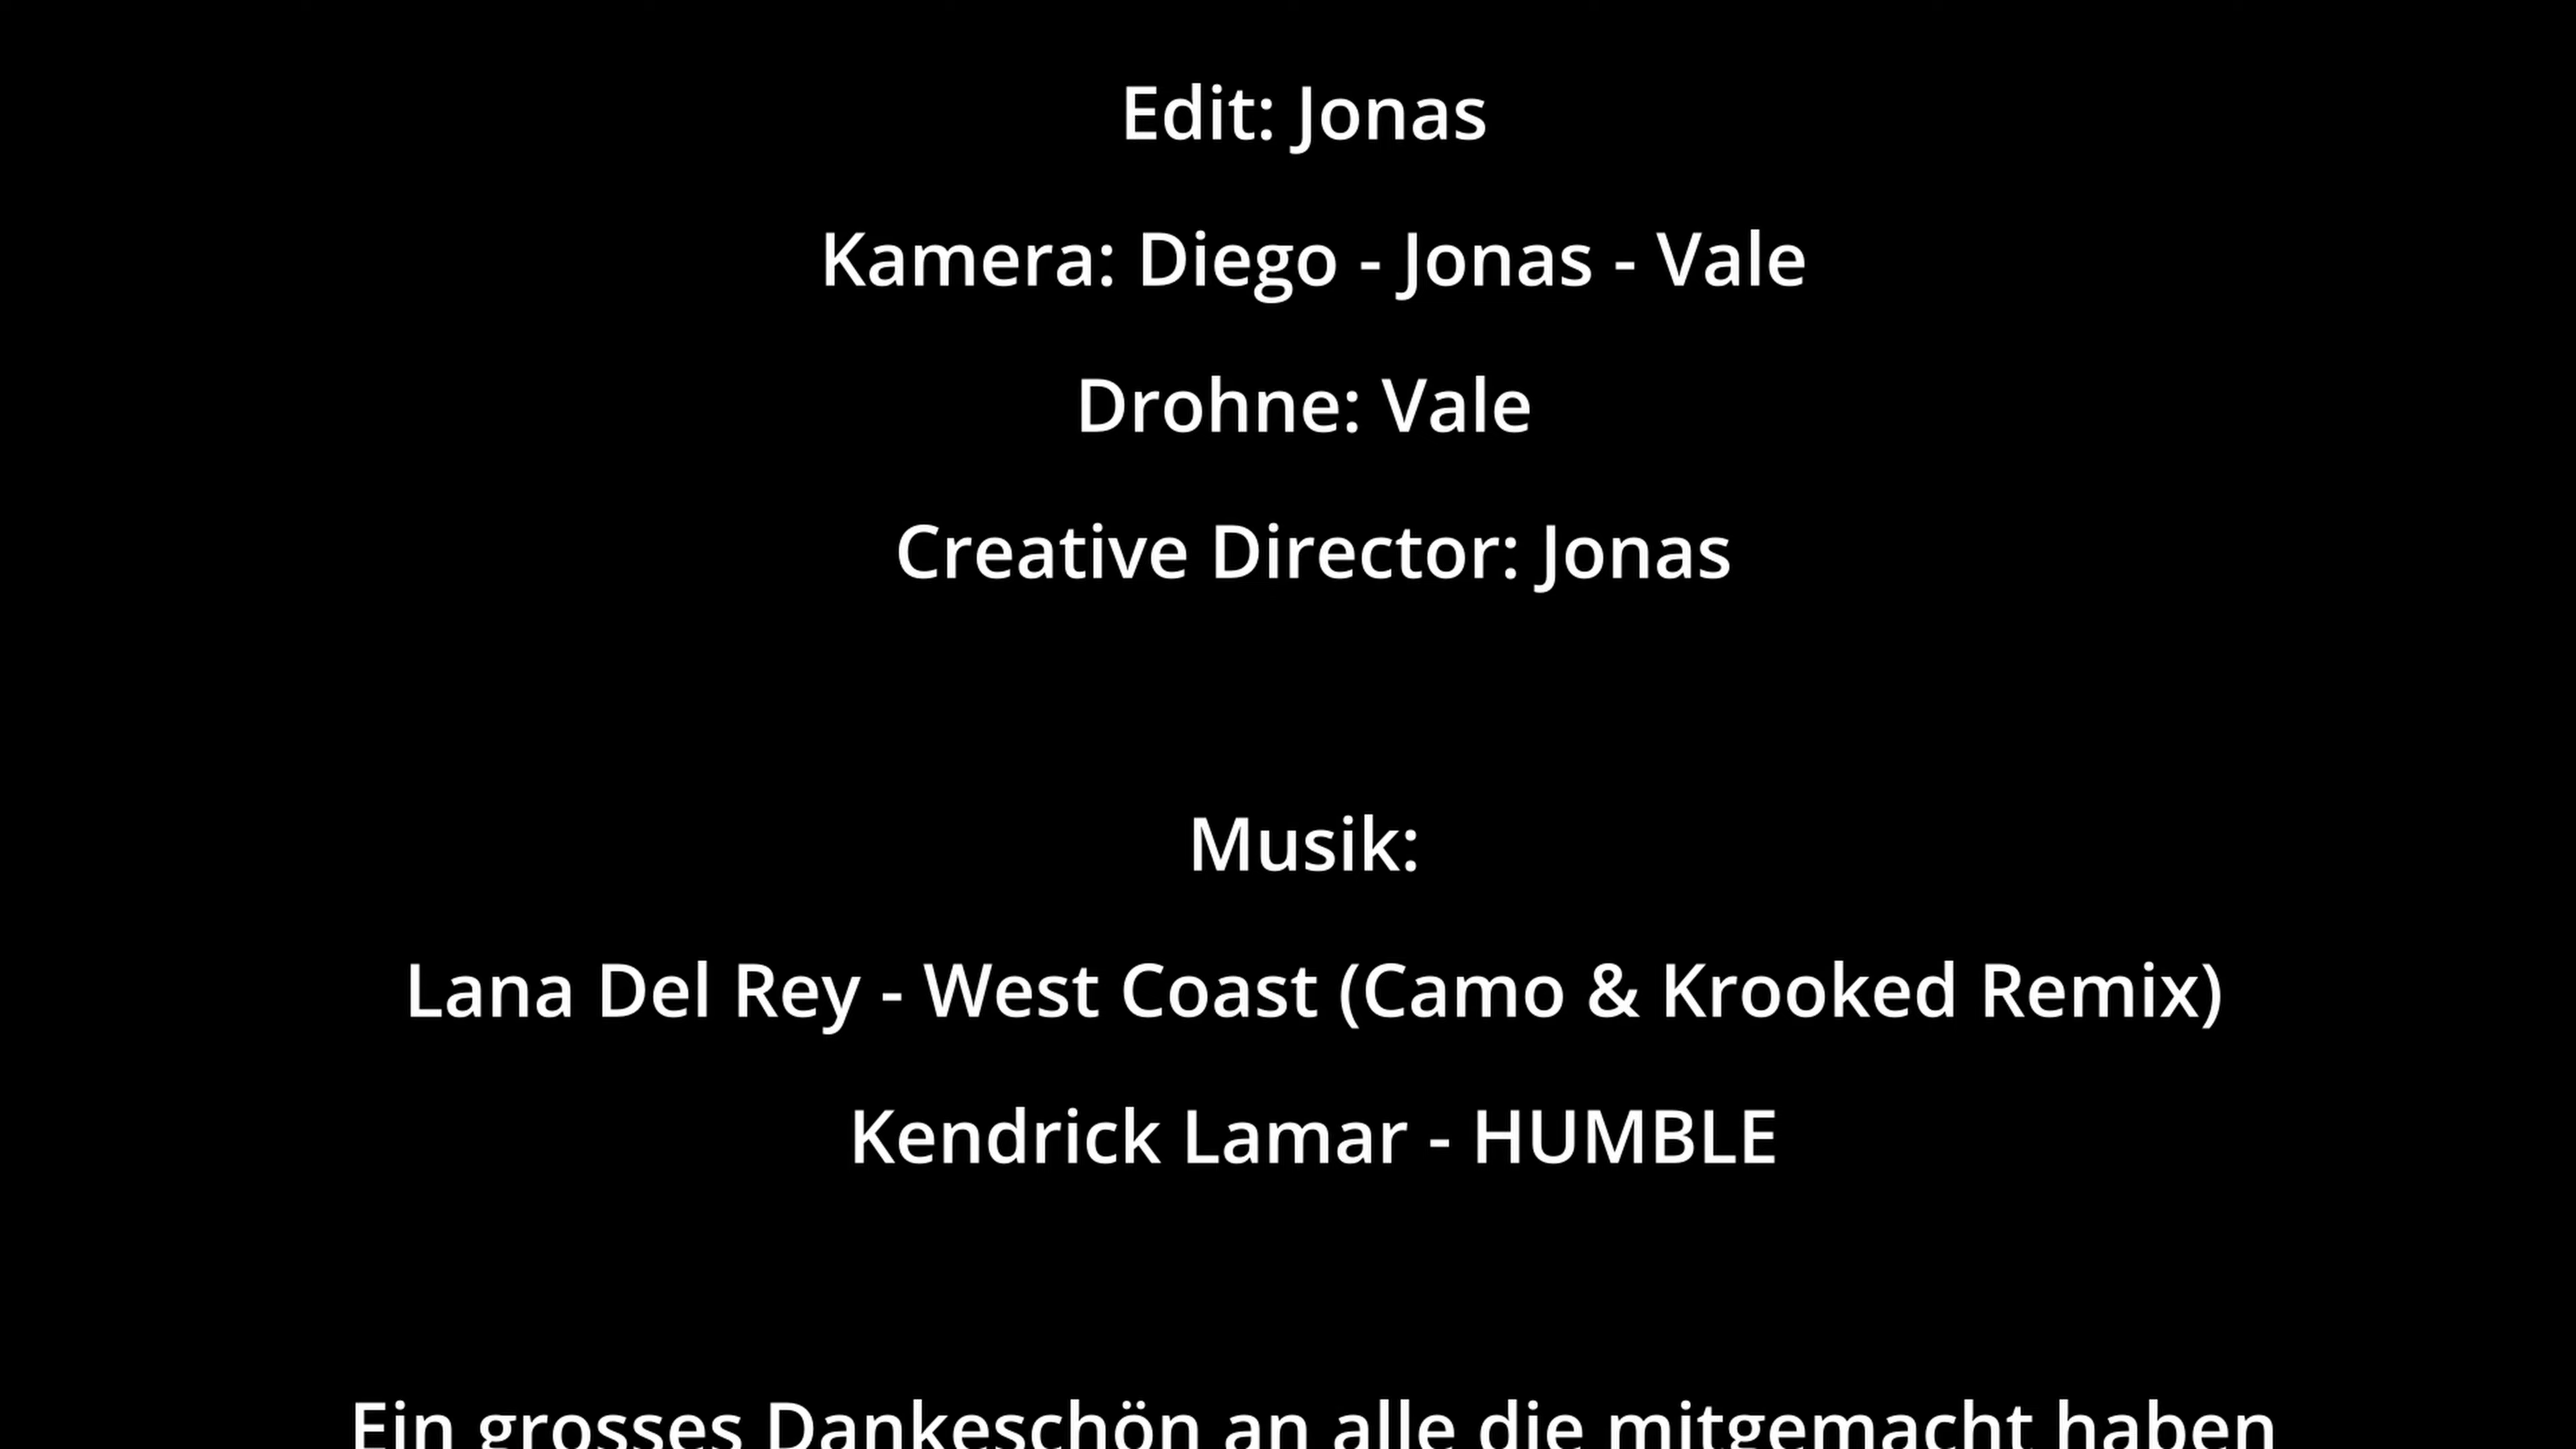 Edit: Jonas
Kamera: Diego - Jonas - Vale
Drohne: Vale
Creative Director: Jonas
Musik:
Lana Del Rey - West Coast (Camo & Krooked Remix)
Kendrick Lamar - HUMBLE
Ein grosses Dankeschön an alle die mitgemacht haben